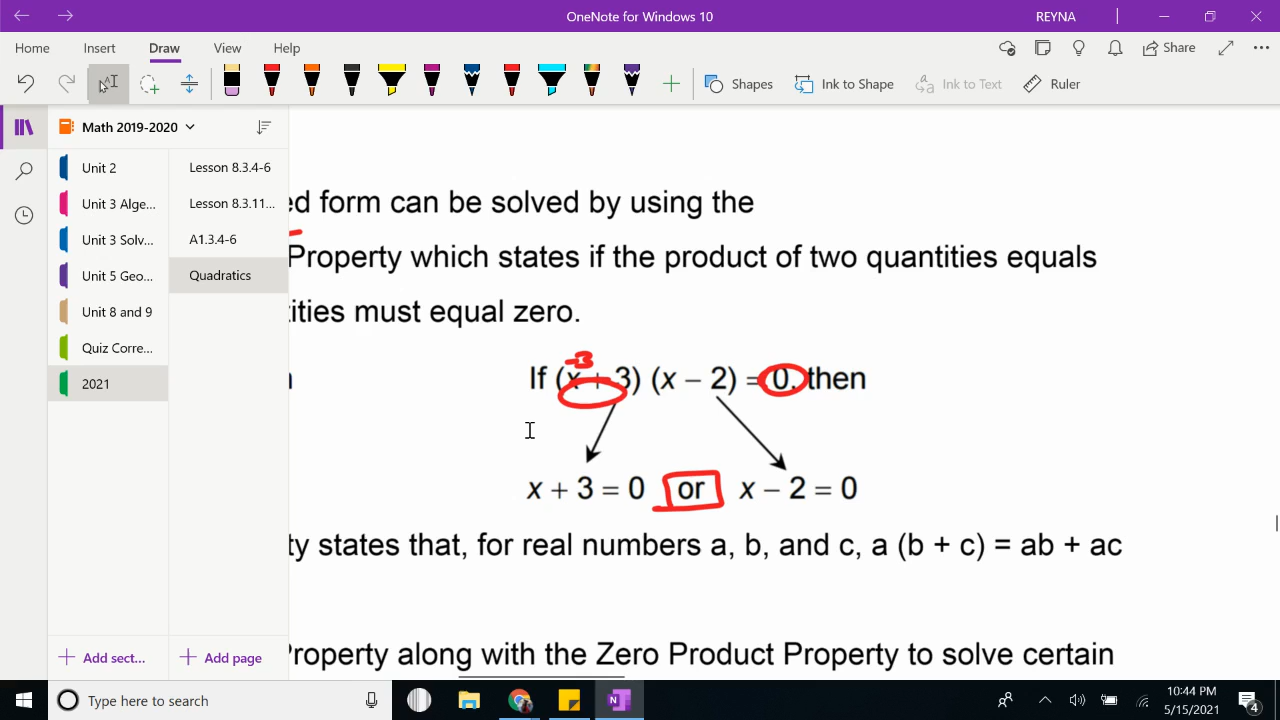 OneNote for Windows 10
REYNA
Home Insert Draw View Help
Share
Shapes Ink to Shape Ink to Text Ruler
Math 2019-2020
Unit 2
Unit 3 Alge...
Unit 3 Solv...
Unit 5 Geo...
Unit 8 and 9
Quiz Corre...
2021
Lesson 8.3.4-6
Lesson 8.3.11...
A1.3.4-6
Quadratics
Add sect...
Add page
ed form can be solved by using the
Property which states if the product of two quantities equals
tities must equal zero.
-3
n If (x + 3) (x – 2) = 0, then
x + 3 = 0 or x – 2 = 0
ty states that, for real numbers a, b, and c, a (b + c) = ab + ac
Property along with the Zero Product Property to solve certain
Type here to search
10:44 PM
5/15/2021
4